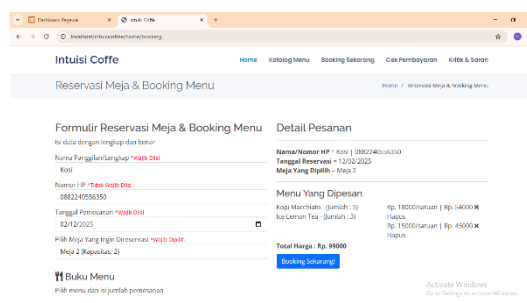 Dashboard Pegawai
Intuisi Coffe
localhost/intuisicoffee/home/booking
Intuisi Coffe
Home Katalog Menu Booking Sekarang Cek Pembayaran Kritik & Saran
Reservasi Meja & Booking Menu
Home / Reservasi Meja & Booking Menu
Formulir Reservasi Meja & Booking Menu
Isi data dengan lengkap dan benar
Nama Panggilan/Lengkap *Wajib Diisi
Kosi
Nomor HP *Tidak Wajib Diisi
0882240556350
Tanggal Pemesanan *Wajib Diisi
02/12/2025
Pilih Meja Yang Ingin Direservasi *Wajib Dipilih
Meja 2 (Kapasitas: 2)
Buku Menu
Pilih menu dan isi jumlah pemesanan
Detail Pesanan
Nama/Nomor HP = Kosi | 0882240556350
Tanggal Reservasi = 12/02/2025
Meja Yang Dipilih = Meja 2
Menu Yang Dipesan
Kopi Macchiato - (Jumlah : 3) Rp. 18000/satuan | Rp. 54000 ✖
Hapus
Ice Lemon Tea - (Jumlah : 3) Rp. 15000/satuan | Rp. 45000 ✖
Hapus
Total Harga : Rp. 99000
Booking Sekarang!
Activate Windows
Go to Settings to activate Windows.